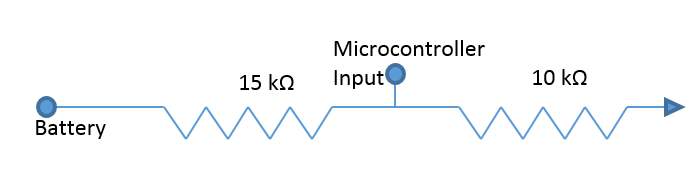 Microcontroller
Input
15 kΩ
10 kΩ
Battery